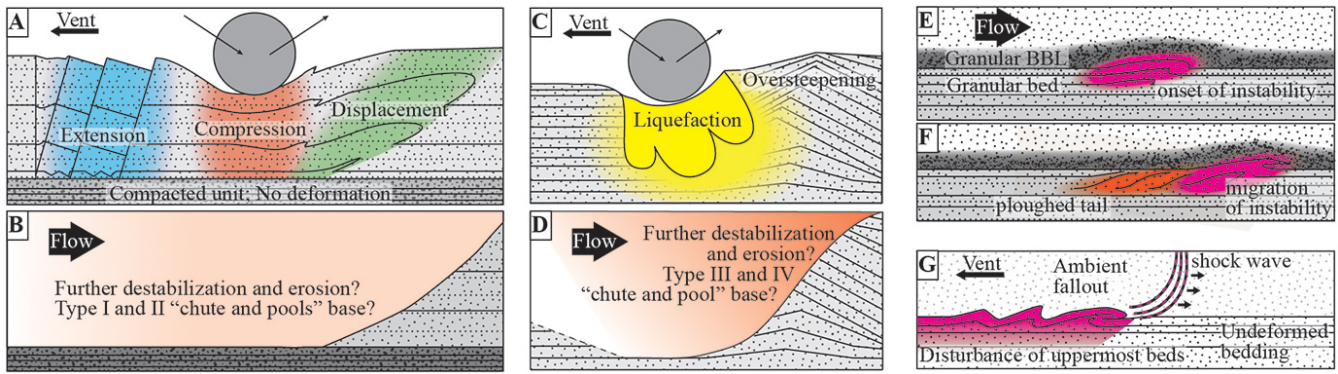 A
Vent
Extension
Compression
Displacement
Compacted unit; No deformation
B
Flow
Further destabilization and erosion?
Type I and II “chute and pools” base?
C
Vent
Oversteepening
Liquefaction
D
Flow
Further destabilization
and erosion?
Type III and IV
“chute and pool” base?
E
Flow
Granular BBL
Granular bed
onset of instability
F
ploughed tail
migration
of instability
G
Vent
Ambient
fallout
shock wave
Undeformed
bedding
Disturbance of uppermost beds